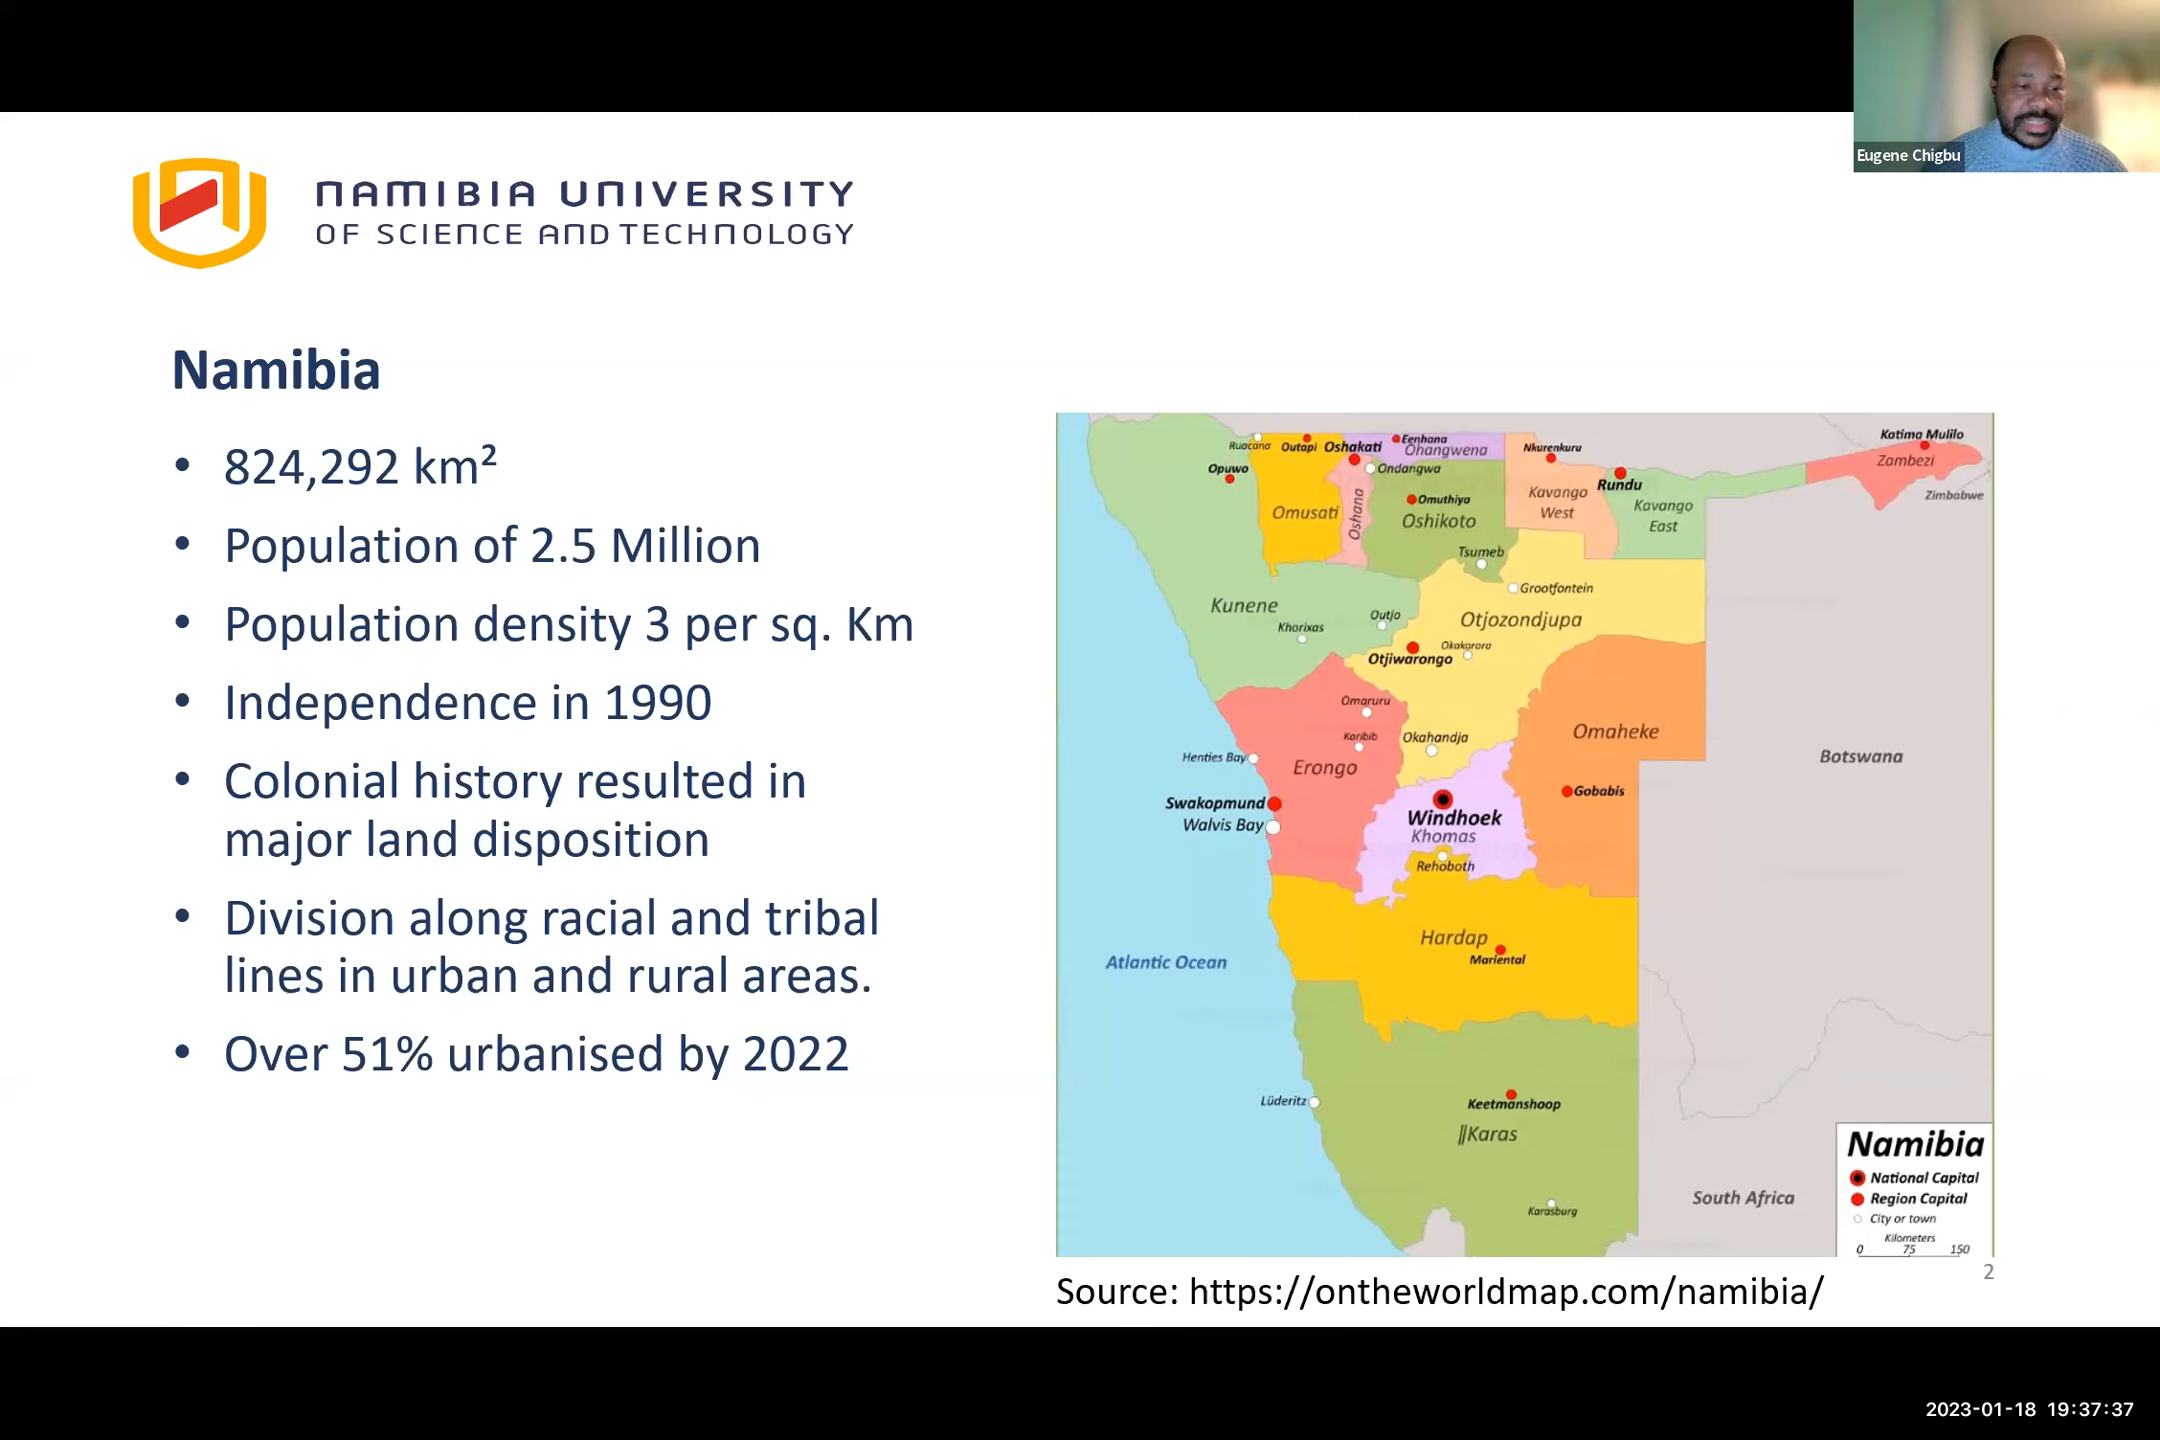 Eugene Chigbu
NAMIBIA UNIVERSITY
OF SCIENCE AND TECHNOLOGY
Namibia
• 824,292 km²
• Population of 2.5 Million
• Population density 3 per sq. Km
• Independence in 1990
• Colonial history resulted in
major land disposition
• Division along racial and tribal
lines in urban and rural areas.
• Over 51% urbanised by 2022
Ruacana
Outapi
Oshakati
Eenhana
Ohangwena
Nkurenkuru
Katima Mulilo
Zambezi
Opuwo
Ondangwa
Rundu
Zimbabwe
Omusati
Oshana
Omuthiya
Oshikoto
Kavango
West
Kavango
East
Tsumeb
Grootfontein
Kunene
Khorixas
Outjo
Otjozondjupa
Otjiwarongo
Okakarara
Omaruru
Karibib
Okahandja
Omaheke
Henties Bay
Erongo
Botswana
Gobabis
Swakopmund
Walvis Bay
Windhoek
Khomas
Rehoboth
Hardap
Mariental
Atlantic Ocean
Lüderitz
Keetmanshoop
ǁKaras
Karasburg
South Africa
Namibia
National Capital
Region Capital
City or town
Kilometers
0 75 150
2
Source: https://ontheworldmap.com/namibia/
2023-01-18 19:37:37